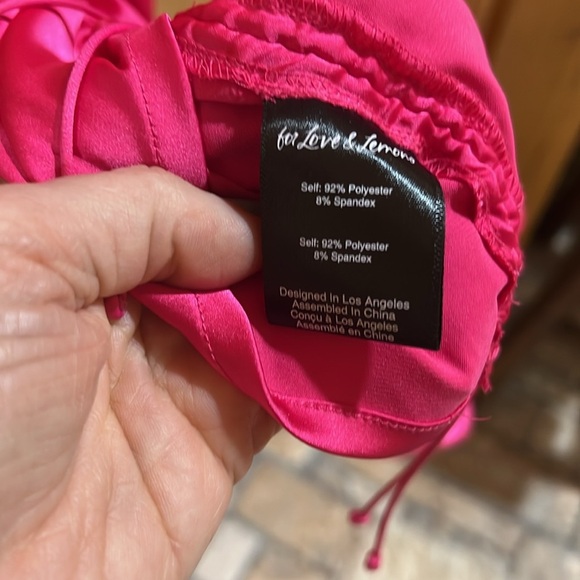 for Love & Lemons
Self: 92% Polyester
8% Spandex
Self: 92% Polyester
8% Spandex
Designed In Los Angeles
Assembled In China
Conçu à Los Angeles
Assemblé en Chine